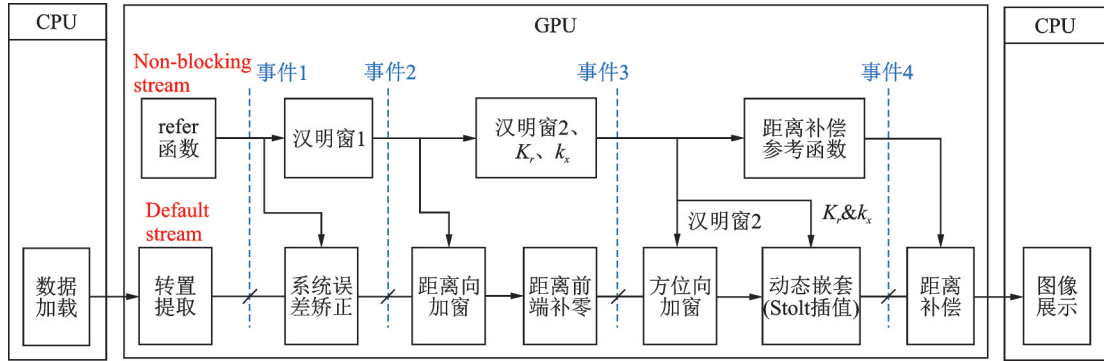 CPU
GPU
CPU
Non-blocking
stream
事件1
事件2
事件3
事件4
refer
函数
汉明窗1
汉明窗2、
Kr、kx
距离补偿
参考函数
Default
stream
汉明窗2
Kr&kx
数据
加载
转置
提取
系统误
差矫正
距离向
加窗
距离前
端补零
方位向
加窗
动态嵌套
(Stolt插值)
距离
补偿
图像
展示